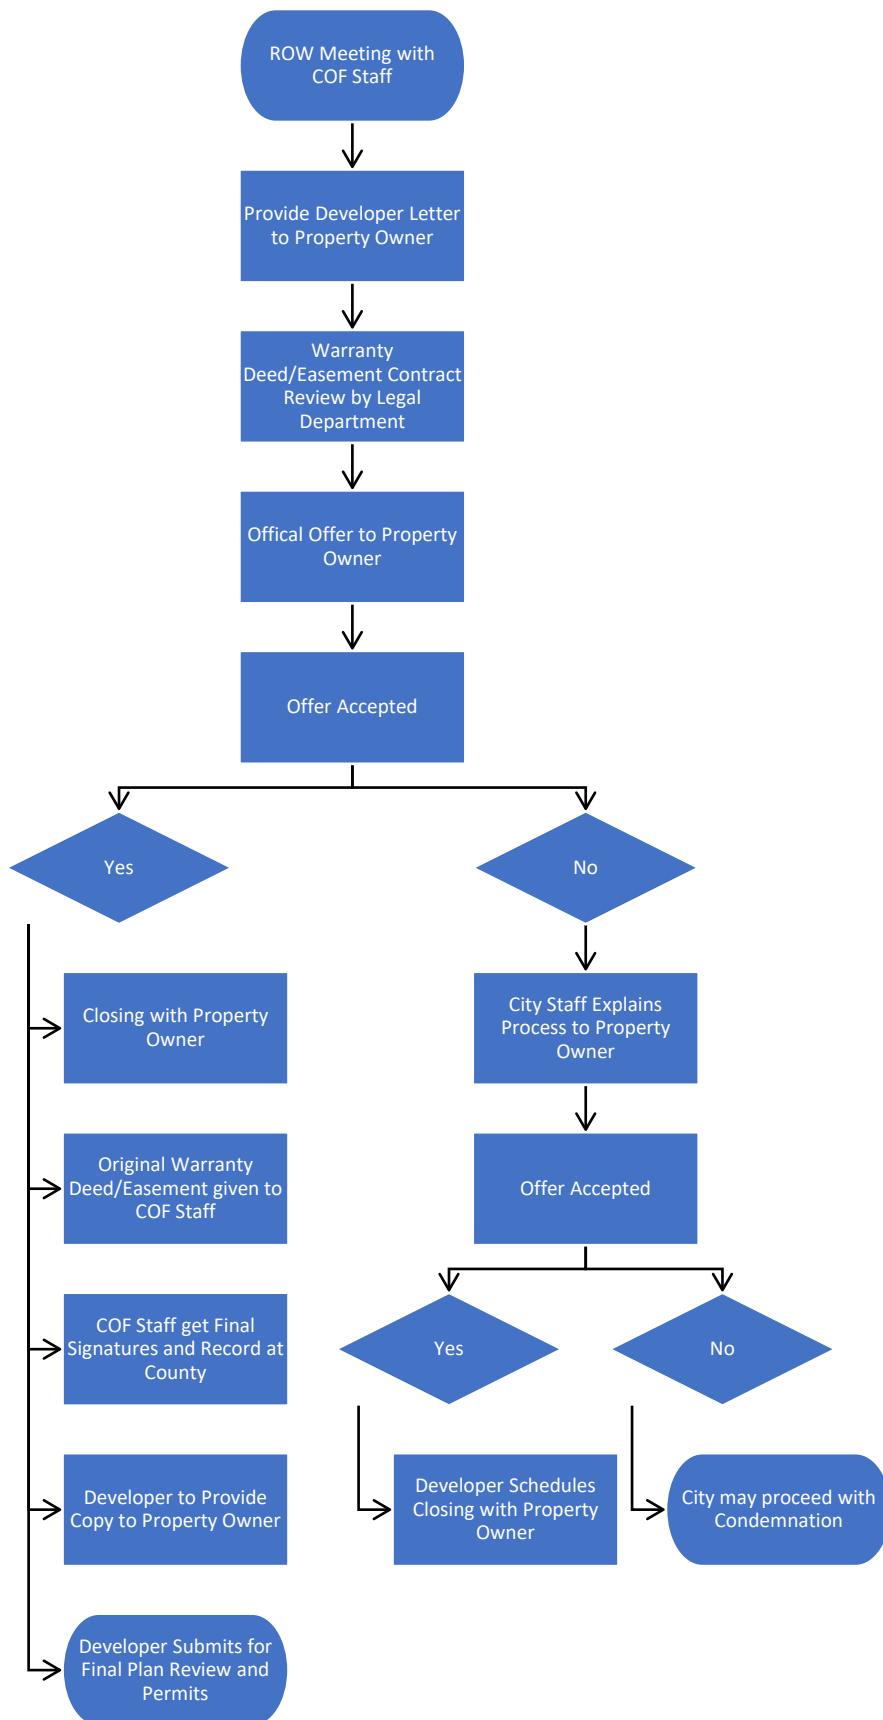 ROW Meeting with
COF Staff
Provide Developer Letter
to Property Owner
Warranty
Deed/Easement Contract
Review by Legal
Department
Offical Offer to Property
Owner
Offer Accepted
Yes
No
Closing with Property
Owner
City Staff Explains
Process to Property
Owner
Original Warranty
Deed/Easement given to
COF Staff
Offer Accepted
COF Staff get Final
Signatures and Record at
County
Yes
No
Developer to Provide
Copy to Property Owner
Developer Schedules
Closing with Property
Owner
City may proceed with
Condemnation
Developer Submits for
Final Plan Review and
Permits